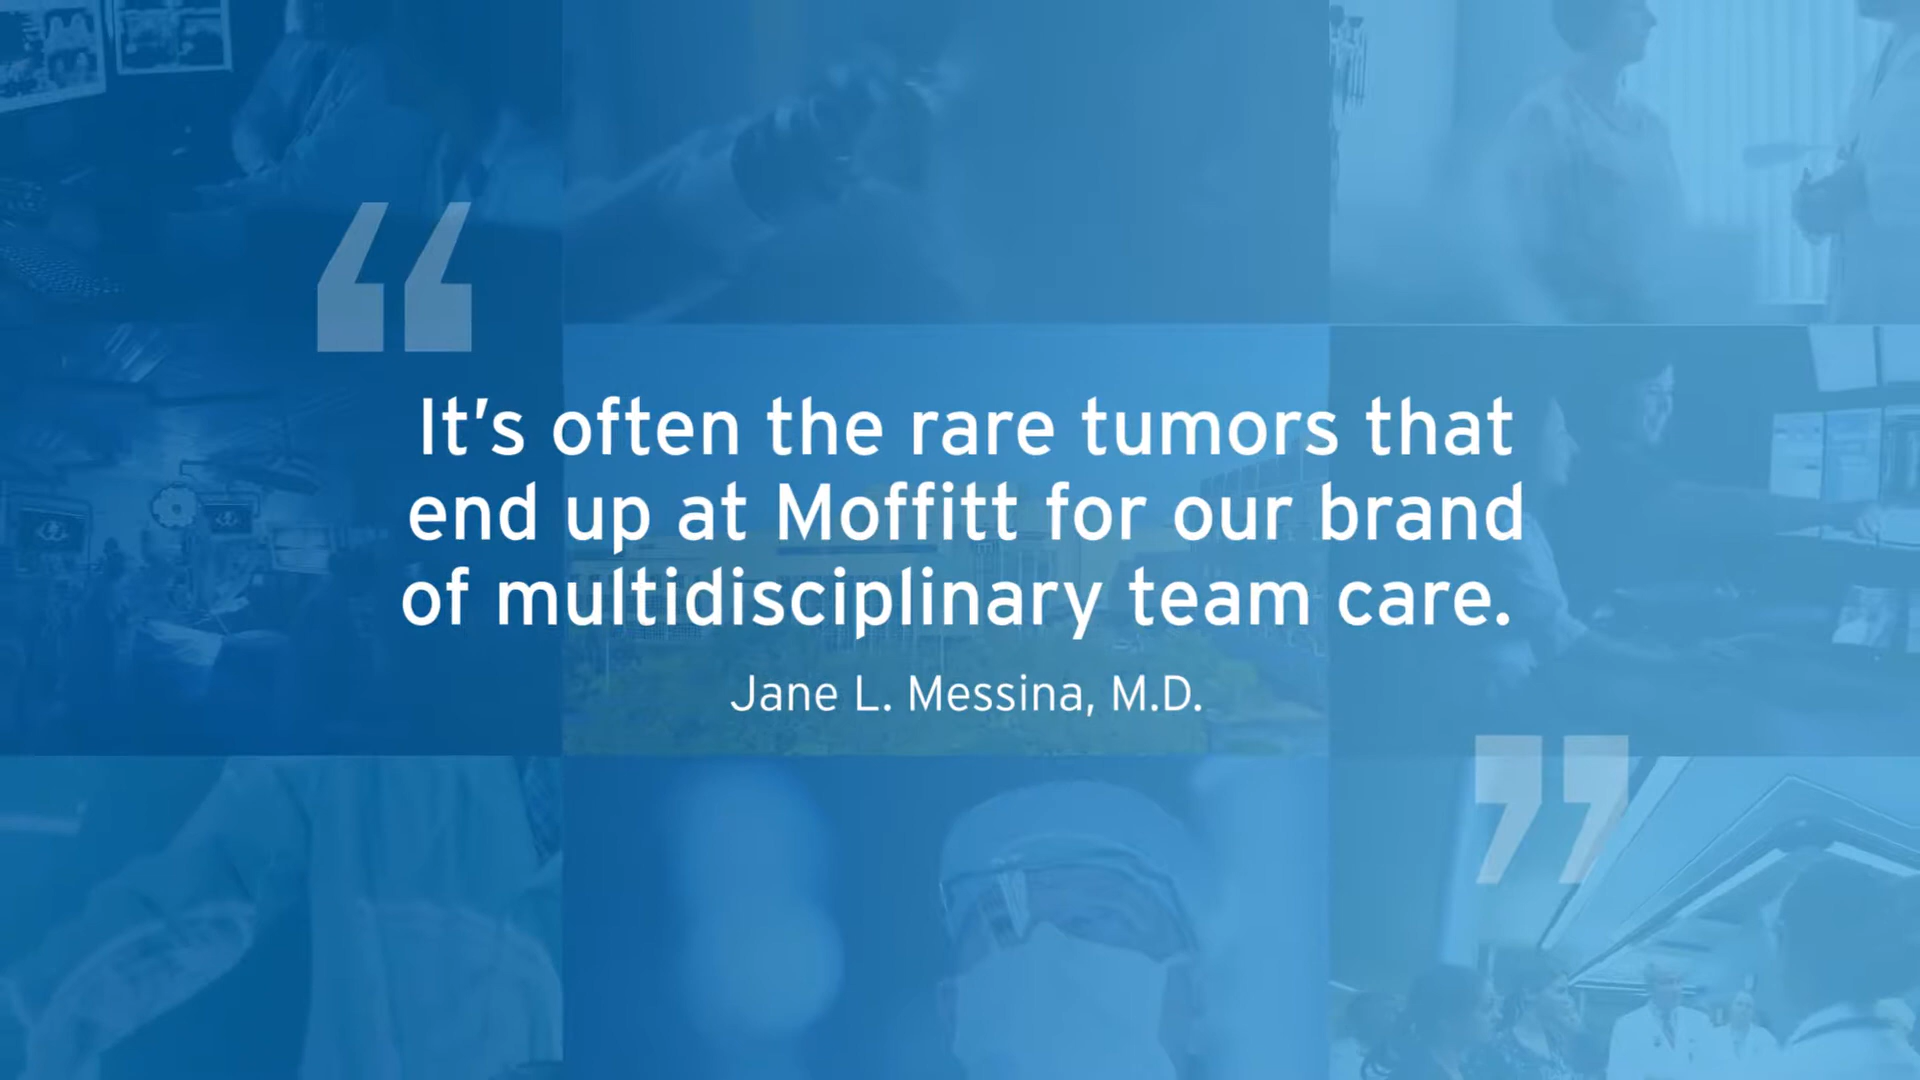 “
It’s often the rare tumors that
end up at Moffitt for our brand
of multidisciplinary team care.
Jane L. Messina, M.D.
”